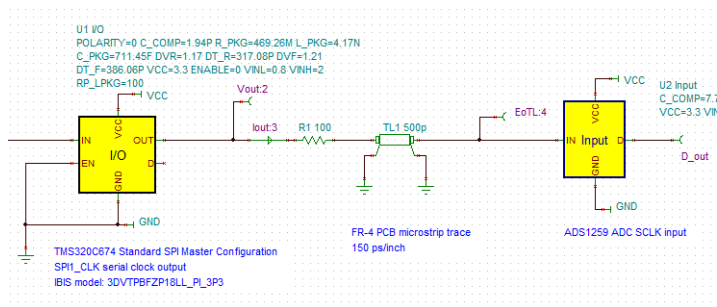 U1 I/O
POLARITY=0 C_COMP=1.94P R_PKG=469.26M L_PKG=4.17N
C_PKG=711.45F DVR=1.17 DT_R=317.08P DVF=1.21
DT_F=386.06P VCC=3.3 ENABLE=0 VINL=0.8 VINH=2
RP_LPKG=100
VCC
Vout:2
VCC
U2 Input
C_COMP=7.7
VCC=3.3 VIN
EoTL:4
Iout:3
R1 100
TL1 500p
IN
VCC
OUT
I/O
EN
D
GND
GND
IN
VCC
Input
D
GND
D_out
GND
FR-4 PCB microstrip trace
150 ps/inch
ADS1259 ADC SCLK input
TMS320C674 Standard SPI Master Configuration
SPI1_CLK serial clock output
IBIS model: 3DVTPBFZP18LL_PI_3P3